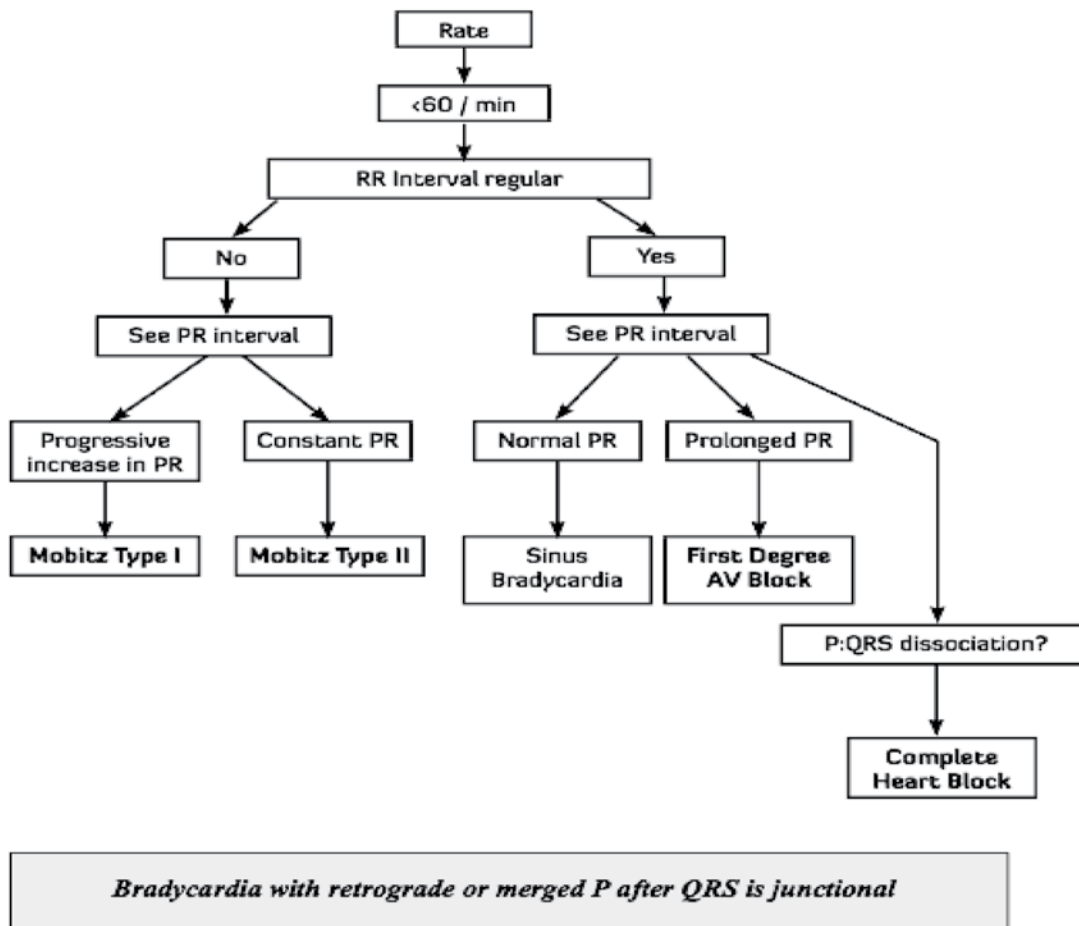 Rate
<60 / min
RR Interval regular
No
Yes
See PR interval
See PR interval
Progressive
increase in PR
Constant PR
Normal PR
Prolonged PR
Mobitz Type I
Mobitz Type II
Sinus
Bradycardia
First Degree
AV Block
P:QRS dissociation?
Complete
Heart Block
Bradycardia with retrograde or merged P after QRS is junctional